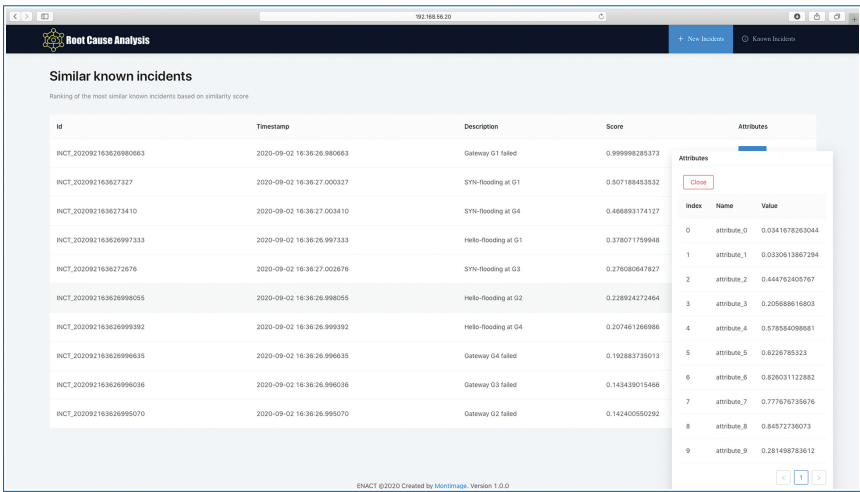 192.168.56.20
Root Cause Analysis
+ New Incidents
Known Incidents
Similar known incidents
Ranking of the most similar known incidents based on similarity score
Id Timestamp Description Score Attributes
INCT_202092163626980663 2020-09-02 16:36:26.980663 Gateway G1 failed 0.999998285373
INCT_202092163627327 2020-09-02 16:36:27.000327 SYN-flooding at G1 0.507188453532
INCT_2020921636273410 2020-09-02 16:36:27.003410 SYN-flooding at G4 0.466893174127
INCT_202092163626997333 2020-09-02 16:36:26.997333 Hello-flooding at G1 0.378071759948
INCT_2020921636272676 2020-09-02 16:36:27.002676 SYN-flooding at G3 0.276080647827
INCT_202092163626998055 2020-09-02 16:36:26.998055 Hello-flooding at G2 0.228924272464
INCT_202092163626999392 2020-09-02 16:36:26.999392 Hello-flooding at G4 0.207461266986
INCT_202092163626996635 2020-09-02 16:36:26.996635 Gateway G4 failed 0.192883735013
INCT_202092163626996036 2020-09-02 16:36:26.996036 Gateway G3 failed 0.143439015466
INCT_202092163626995070 2020-09-02 16:36:26.995070 Gateway G2 failed 0.142400550292
Attributes
Close
Index Name Value
0 attribute_0 0.0341678263044
1 attribute_1 0.0330613867294
2 attribute_2 0.444762405767
3 attribute_3 0.205688616803
4 attribute_4 0.578584098681
5 attribute_5 0.6226785323
6 attribute_6 0.826031122882
7 attribute_7 0.777676735676
8 attribute_8 0.84572736073
9 attribute_9 0.281498783612
< 1 >
ENACT ©2020 Created by Montimage. Version 1.0.0